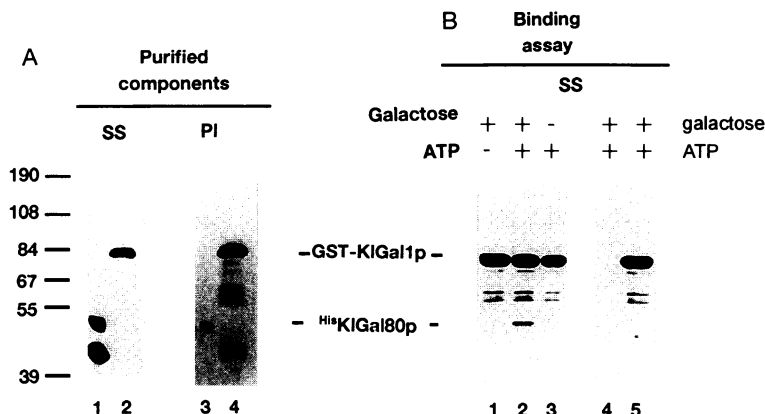 A
Purified
components
SS PI
190
108
84
67
55
39
1 2 3 4
GST-KlGal1p
HisKlGal80p
B
Binding
assay
SS
Galactose + + - + + galactose
ATP - + + + + ATP
1 2 3 4 5